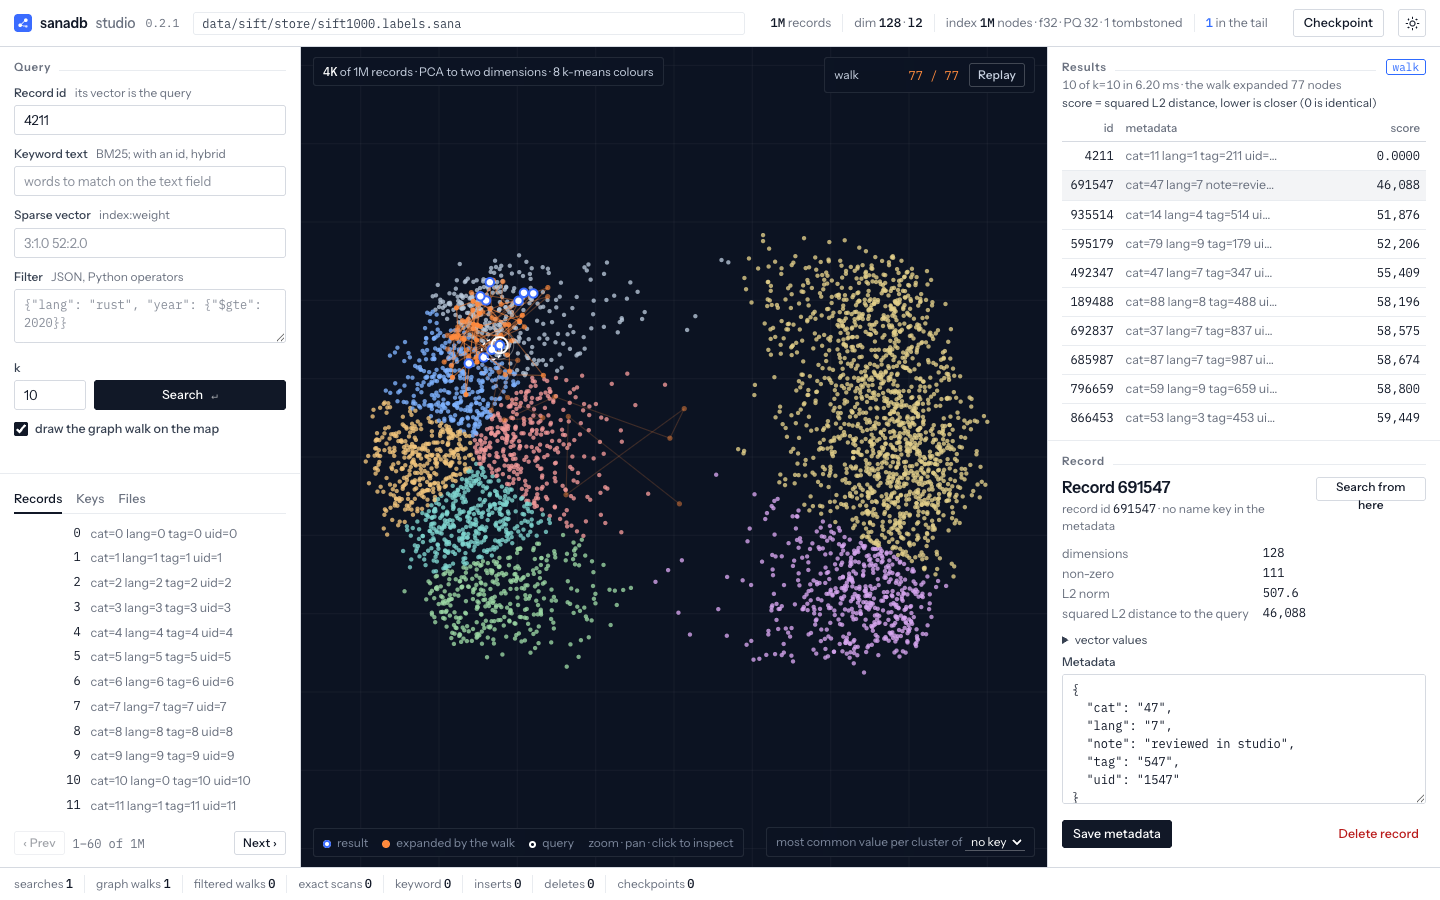 sanadb studio 0.2.1 data/sift/store/sift1000.labels.sana 1M records dim 128·l2 index 1M nodes·f32·PQ 32·1 tombstoned 1 in the tail Checkpoint
Query
Record id its vector is the query
4211
Keyword text BM25; with an id, hybrid
words to match on the text field
Sparse vector index:weight
3:1.0 52:2.0
Filter JSON, Python operators
{"lang": "rust", "year": {"$gte":
2020}}
k
10 Search ↵
draw the graph walk on the map
Records Keys Files
0 cat=0 lang=0 tag=0 uid=0
1 cat=1 lang=1 tag=1 uid=1
2 cat=2 lang=2 tag=2 uid=2
3 cat=3 lang=3 tag=3 uid=3
4 cat=4 lang=4 tag=4 uid=4
5 cat=5 lang=5 tag=5 uid=5
6 cat=6 lang=6 tag=6 uid=6
7 cat=7 lang=7 tag=7 uid=7
8 cat=8 lang=8 tag=8 uid=8
9 cat=9 lang=9 tag=9 uid=9
10 cat=10 lang=0 tag=10 uid=10
11 cat=11 lang=1 tag=11 uid=11
‹ Prev 1–60 of 1M Next ›
4K of 1M records·PCA to two dimensions·8 k-means colours
walk 77 / 77 Replay
result expanded by the walk query zoom·pan·click to inspect
most common value per cluster of no key
Results walk
10 of k=10 in 6.20 ms·the walk expanded 77 nodes
score = squared L2 distance, lower is closer (0 is identical)
id metadata score
4211 cat=11 lang=1 tag=211 uid=... 0.0000
691547 cat=47 lang=7 note=revie... 46,088
935514 cat=14 lang=4 tag=514 ui... 51,876
595179 cat=79 lang=9 tag=179 ui... 52,206
492347 cat=47 lang=7 tag=347 ui... 55,409
189488 cat=88 lang=8 tag=488 ui... 58,196
692837 cat=37 lang=7 tag=837 ui... 58,575
685987 cat=87 lang=7 tag=987 ui... 58,674
796659 cat=59 lang=9 tag=659 ui... 58,800
866453 cat=53 lang=3 tag=453 ui... 59,449
Record
Record 691547
Search from
here
record id 691547·no name key in the
metadata
dimensions 128
non-zero 111
L2 norm 507.6
squared L2 distance to the query 46,088
vector values
Metadata
{
"cat": "47",
"lang": "7",
"note": "reviewed in studio",
"tag": "547",
"uid": "1547"
}
Save metadata Delete record
searches 1 graph walks 1 filtered walks 0 exact scans 0 keyword 0 inserts 0 deletes 0 checkpoints 0